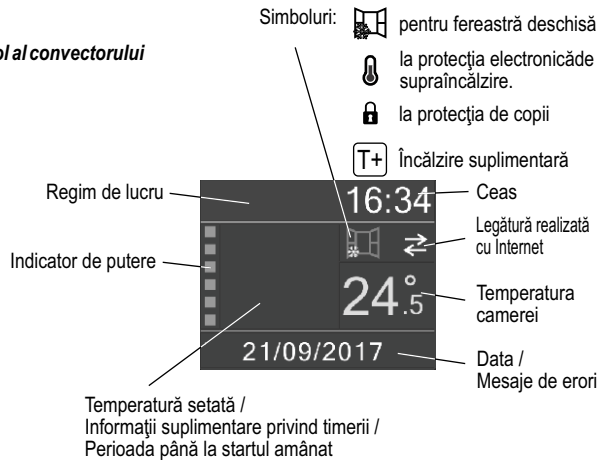 Simboluri:
pentru fereastră deschisă
ol al convectorului
la protecţia electronicăde
supraîncălzire.
la protecţia de copii
T+ Încălzire suplimentară
Regim de lucru
16:34
Ceas
Legătură realizată
cu Internet
Indicator de putere
24°.5
Temperatura
camerei
21/09/2017
Data /
Mesaje de erori
Temperatură setată /
Informaţii suplimentare privind timerii /
Perioada până la startul amânat